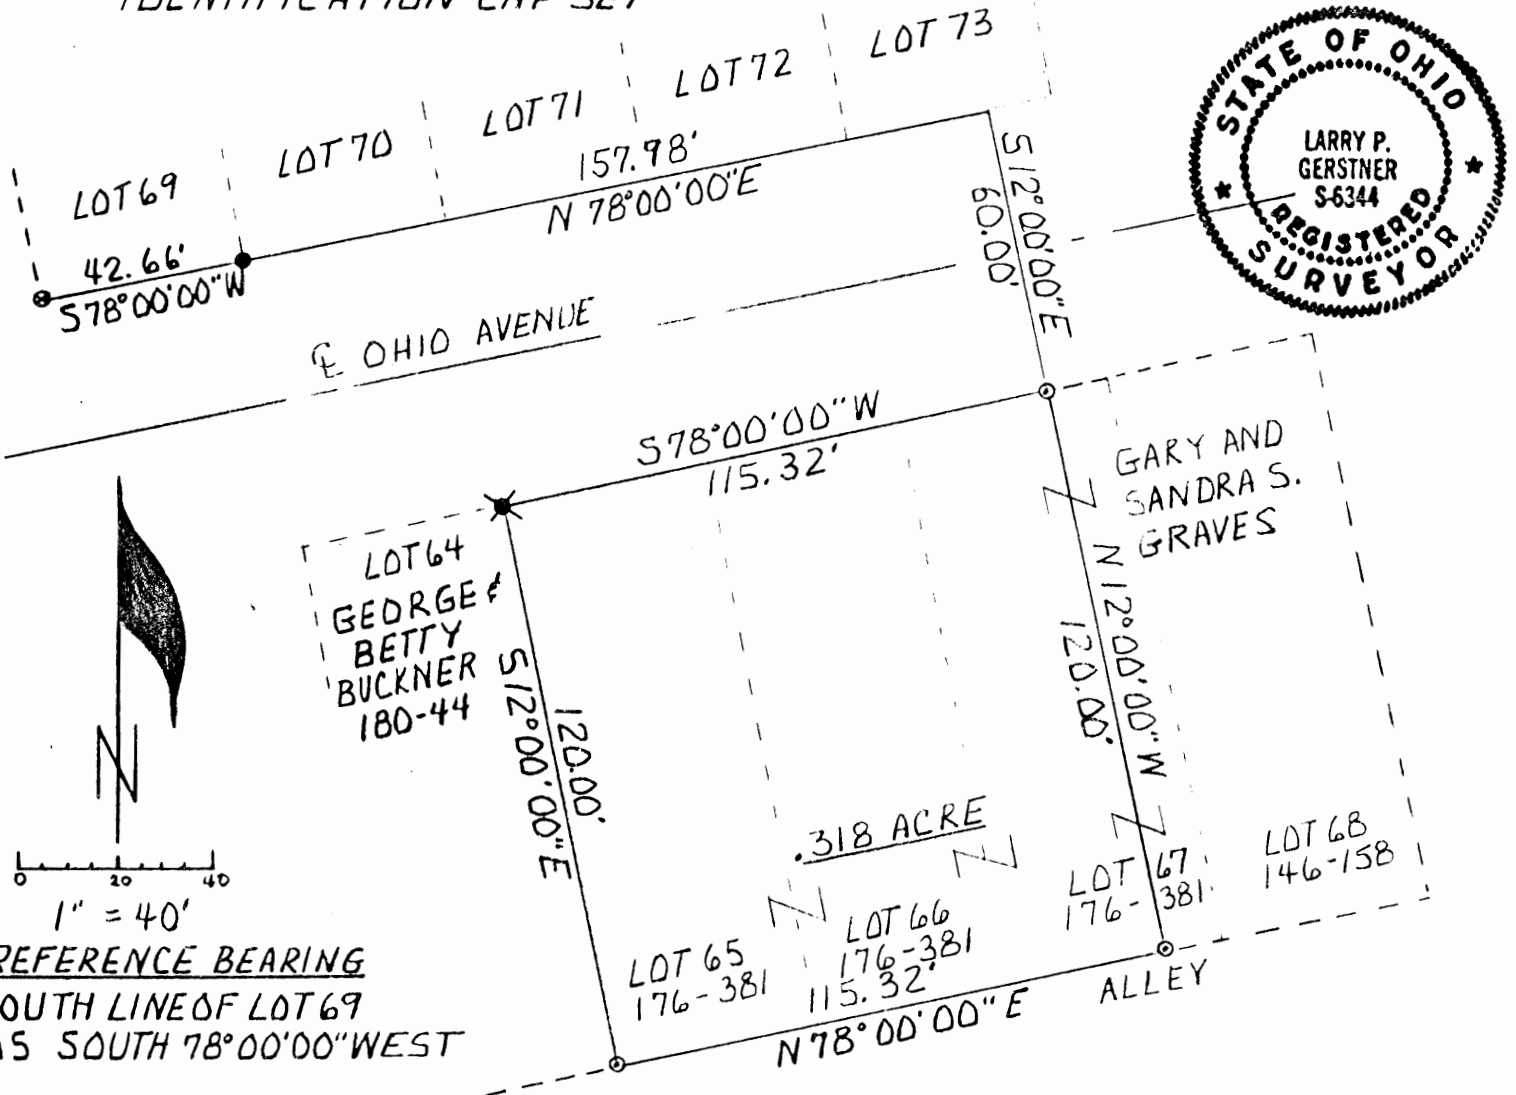 IDENTIFICATION CAP SET
LOT 69
LOT 70
LOT 71
LOT 72
LOT 73
42.66'
S78°00'00"W
157.98'
N 78°00'00"E
S12°00'00"E
60.00'
STATE OF OHIO
LARRY P.
GERSTNER
S-6344
REGISTERED
SURVEYOR
℄ OHIO AVENUE
S78°00'00"W
115.32'
GARY AND
SANDRA S.
GRAVES
LOT 64
GEORGE &
BETTY
BUCKNER
180-44
S12°00'00"E
120.00'
N12°00'00"W
120.00'
.318 ACRE
LOT 65
176-381
LOT 66
176-381
LOT 67
176-381
LOT 68
146-158
115.32'
N78°00'00"E
ALLEY
N
0 20 40
1" = 40'
REFERENCE BEARING
OUTH LINE OF LOT 69
AS SOUTH 78°00'00" WEST